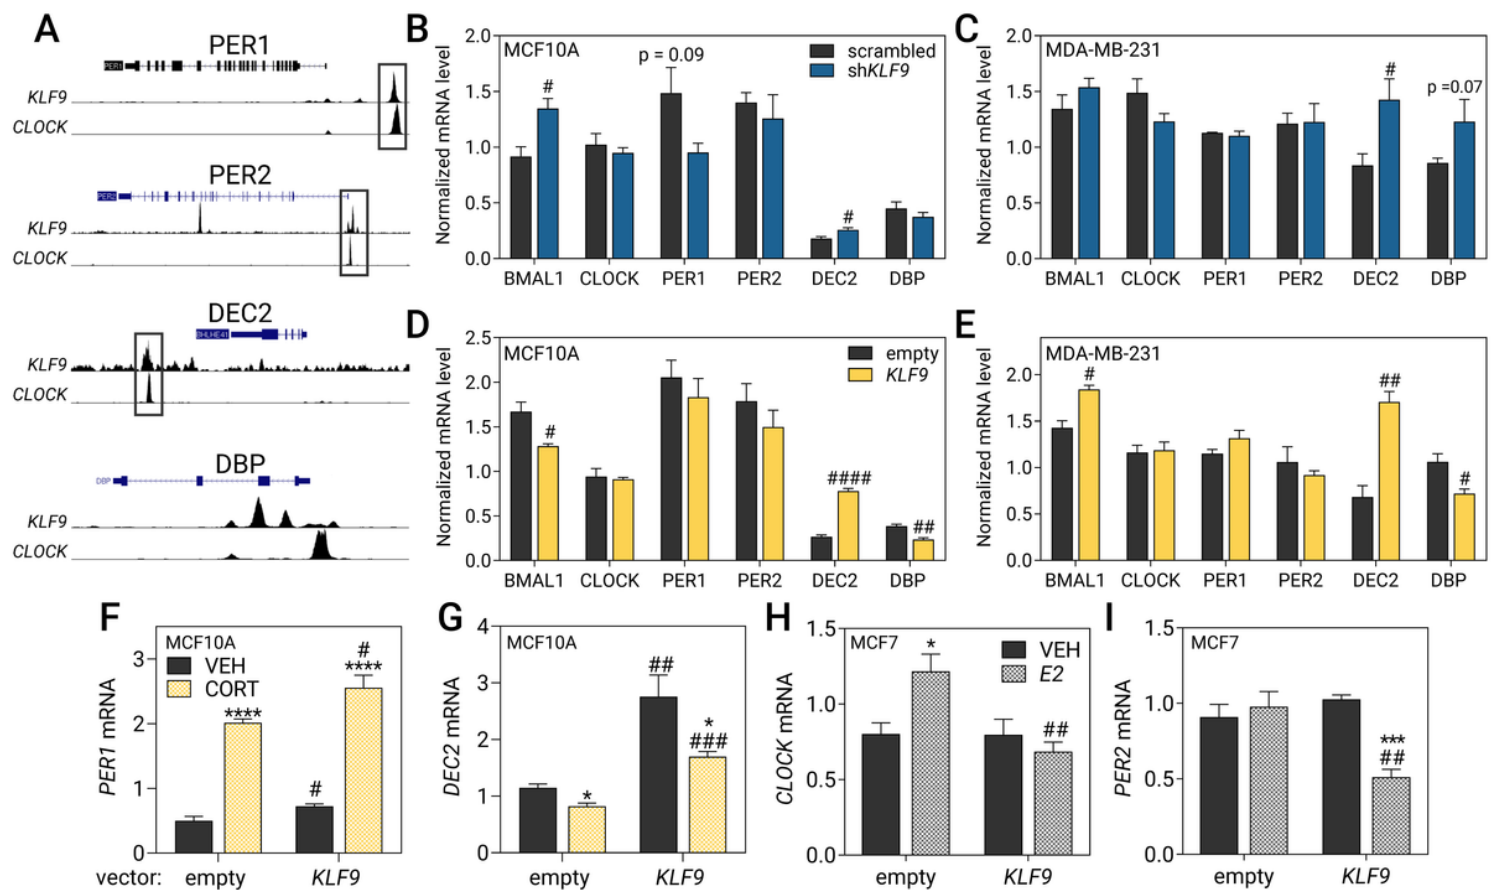 A
PER1
PER1
KLF9
CLOCK
PER2
PER2
KLF9
CLOCK
DEC2
BHLHE41
KLF9
CLOCK
DBP
DBP
KLF9
CLOCK
B
MCF10A
scrambled
shKLF9
p = 0.09
#
#
Normalized mRNA level
2.0
1.5
1.0
0.5
0.0
BMAL1 CLOCK PER1 PER2 DEC2 DBP
C
MDA-MB-231
#
p =0.07
Normalized mRNA level
2.0
1.5
1.0
0.5
0.0
BMAL1 CLOCK PER1 PER2 DEC2 DBP
D
MCF10A
empty
KLF9
#
####
##
Normalized mRNA level
2.5
2.0
1.5
1.0
0.5
0.0
BMAL1 CLOCK PER1 PER2 DEC2 DBP
E
MDA-MB-231
#
##
#
Normalized mRNA level
2.0
1.5
1.0
0.5
0.0
BMAL1 CLOCK PER1 PER2 DEC2 DBP
F
MCF10A
VEH
CORT
****
#
#
****
PER1 mRNA
3
2
1
0
vector: empty KLF9
G
MCF10A
*
##
*
###
DEC2 mRNA
4
3
2
1
0
empty KLF9
H
MCF7
VEH
E2
*
##
CLOCK mRNA
1.5
1.0
0.5
0.0
empty KLF9
I
MCF7
***
##
PER2 mRNA
1.5
1.0
0.5
0.0
empty KLF9